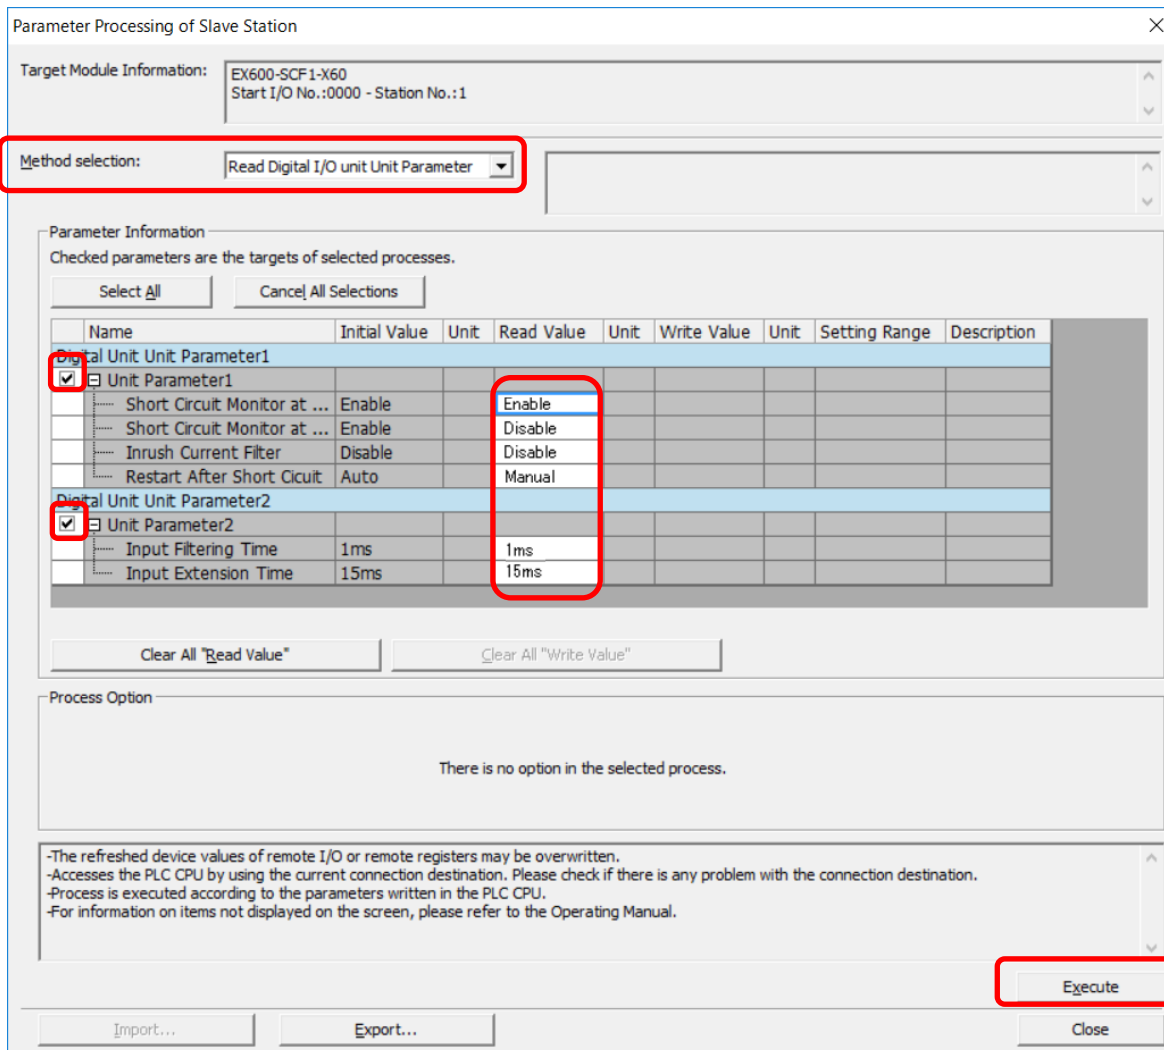 Parameter Processing of Slave Station
Target Module Information:
EX600-SCF1-X60
Start I/O No.:0000 - Station No.:1
Method selection:
Read Digital I/O unit Unit Parameter
Parameter Information
Checked parameters are the targets of selected processes.
Select All
Cancel All Selections
Name Initial Value Unit Read Value Unit Write Value Unit Setting Range Description
Digital Unit Unit Parameter1
Unit Parameter1
Short Circuit Monitor at ... Enable Enable
Short Circuit Monitor at ... Enable Disable
Inrush Current Filter Disable Disable
Restart After Short Cicuit Auto Manual
Digital Unit Unit Parameter2
Unit Parameter2
Input Filtering Time 1ms 1ms
Input Extension Time 15ms 15ms
Clear All "Read Value"
Clear All "Write Value"
Process Option
There is no option in the selected process.
-The refreshed device values of remote I/O or remote registers may be overwritten.
-Accesses the PLC CPU by using the current connection destination. Please check if there is any problem with the connection destination.
-Process is executed according to the parameters written in the PLC CPU.
-For information on items not displayed on the screen, please refer to the Operating Manual.
Execute
Import...
Export...
Close